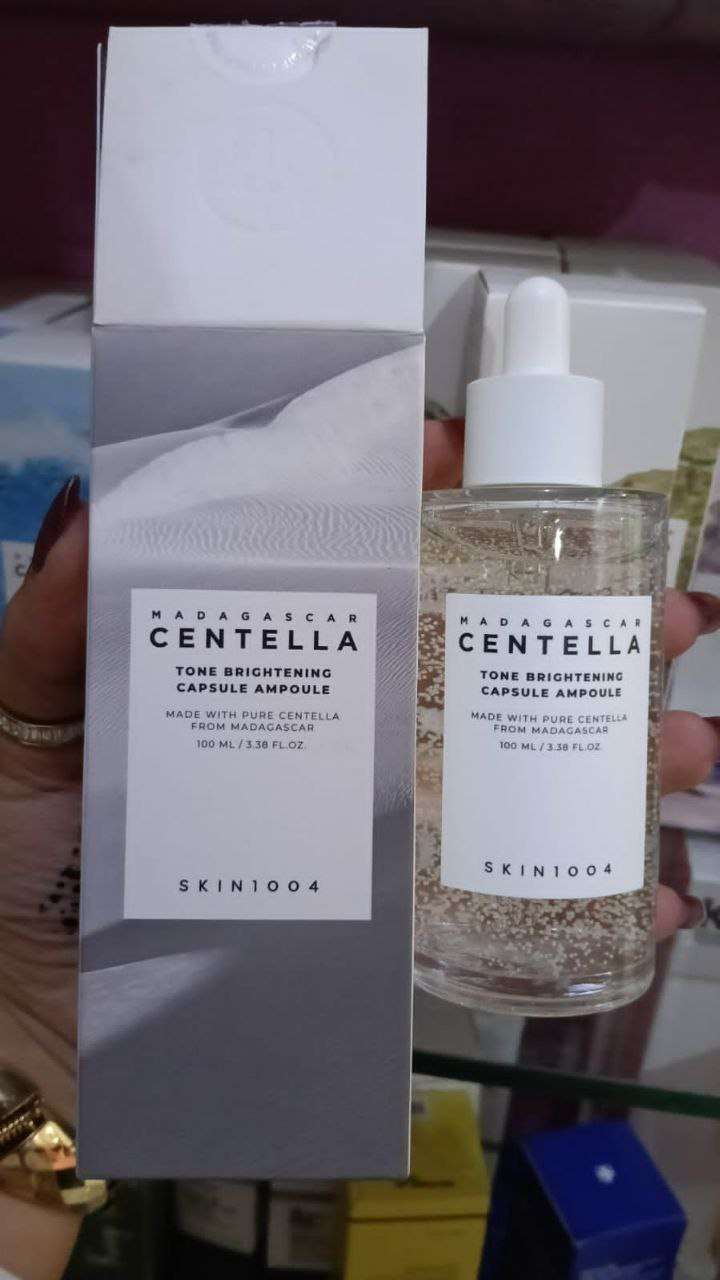 MADAGASCAR
CENTELLA
TONE BRIGHTENING
CAPSULE AMPOULE
MADE WITH PURE CENTELLA
FROM MADAGASCAR
100 ML / 3.38 FL.OZ.
SKIN1004
MADAGASCAR
CENTELLA
TONE BRIGHTENING
CAPSULE AMPOULE
MADE WITH PURE CENTELLA
FROM MADAGASCAR
100 ML / 3.38 FL.OZ.
SKIN1004